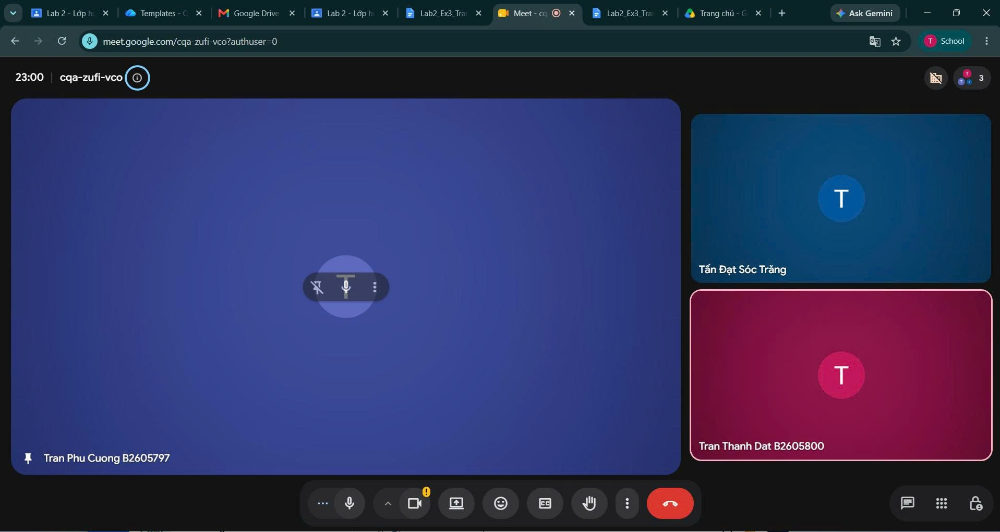 Lab 2 - Lớp h
Templates - C
Google Drive
Lab 2 - Lớp h
Lab2_Ex3_Tra
Meet - cq
Lab2_Ex3_Tra
Trang chủ - G
Ask Gemini
meet.google.com/cqa-zufi-vco?authuser=0
T School
23:00 | cqa-zufi-vco
T
T T
3
T
Tấn Đạt Sóc Trăng
T
T
Tran Thanh Dat B2605800
Tran Phu Cuong B2605797
CC